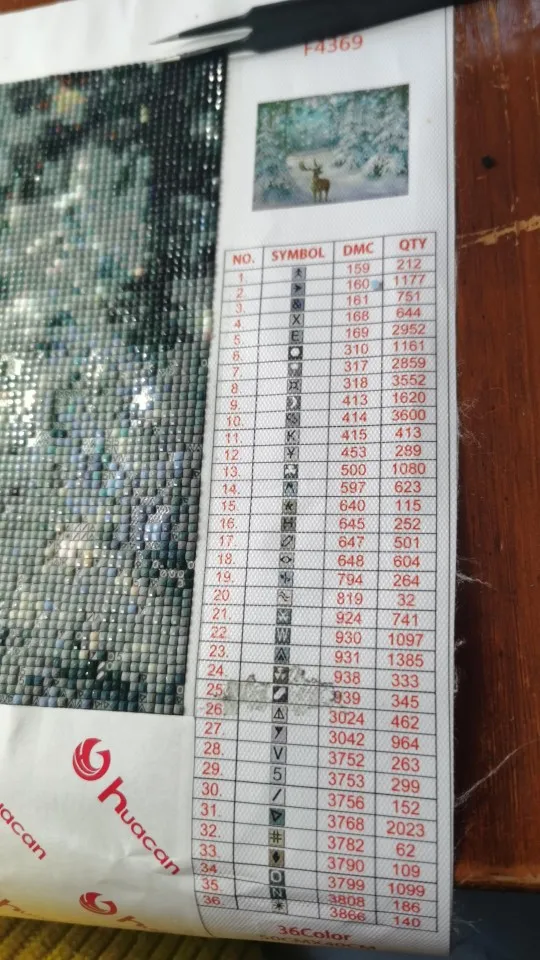 F4369
NO. SYMBOL DMC QTY
1. 159 212
2. 160 1177
3. & 161 751
4. X 168 644
5. E 169 2952
6. 310 1161
7. 317 2859
8. 318 3552
9. 413 1620
10. 414 3600
11. K 415 413
12. ¥ 453 289
13. 500 1080
14. 597 623
15. 640 115
16. H 645 252
17. 647 501
18. 648 604
19. 794 264
20 819 32
21. 924 741
22. W 930 1097
23. 931 1385
24 938 333
25. 939 345
26. 3024 462
27. 3042 964
28. V 3752 263
29. 5 3753 299
30. / 3756 152
31. 3768 2023
32. # 3782 62
33. 3790 109
34. O 3799 1099
35. N 3808 186
36. 3866 140
36Color
huacan
uacan